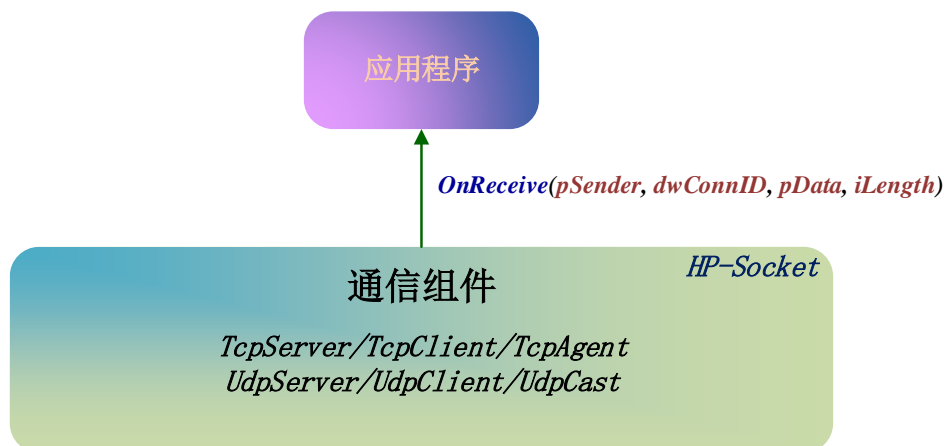 应用程序
OnReceive(pSender, dwConnID, pData, iLength)
HP-Socket
通信组件
TcpServer/TcpClient/TcpAgent
UdpServer/UdpClient/UdpCast